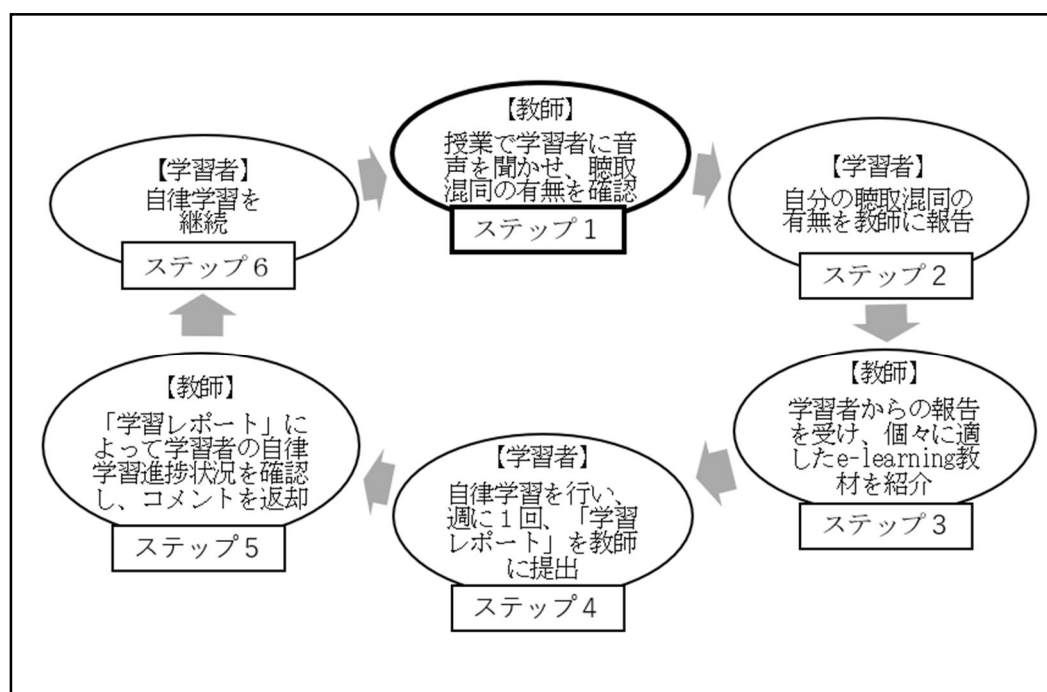 【教師】
授業で学習者に音
声を聞かせ、聴取
混同の有無を確認
ステップ1
【学習者】
自分の聴取混同の
有無を教師に報告
ステップ2
【教師】
学習者からの報告
を受け、個々に適
したe-learning教
材を紹介
ステップ3
【学習者】
自律学習を行い、
週に1回、「学習
レポート」を教師
に提出
ステップ4
【教師】
「学習レポート」に
よって学習者の自律
学習進捗状況を確認
し、コメントを返却
ステップ5
【学習者】
自律学習を
継続
ステップ6